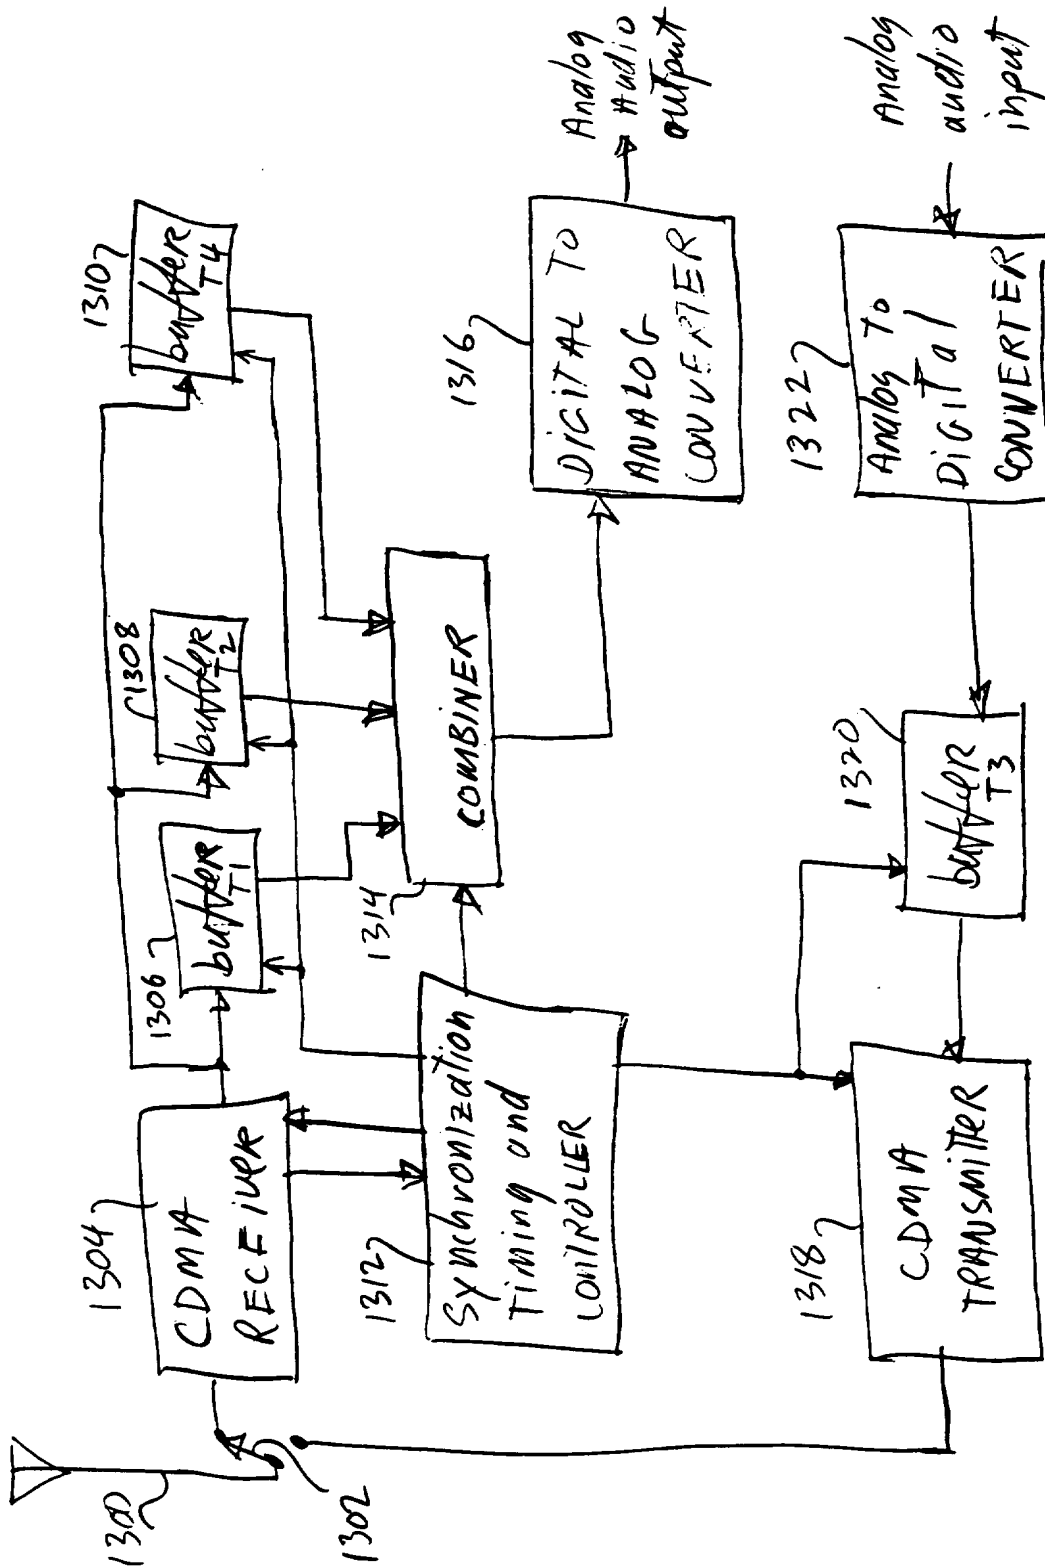 1300
1302
1304
CDMA
RECEIVER
1306
buffer
T1
1308
buffer
T2
1310
buffer
T4
1312
Synchronization
Timing and
CONTROLLER
1314
COMBINER
1316
DIGITAL TO
ANALOG
CONVERTER
Analog
Audio
output
1318
CDMA
TRANSMITTER
1320
buffer
T3
1322
Analog To
DIGITal
CONVERTER
Analog
audio
input